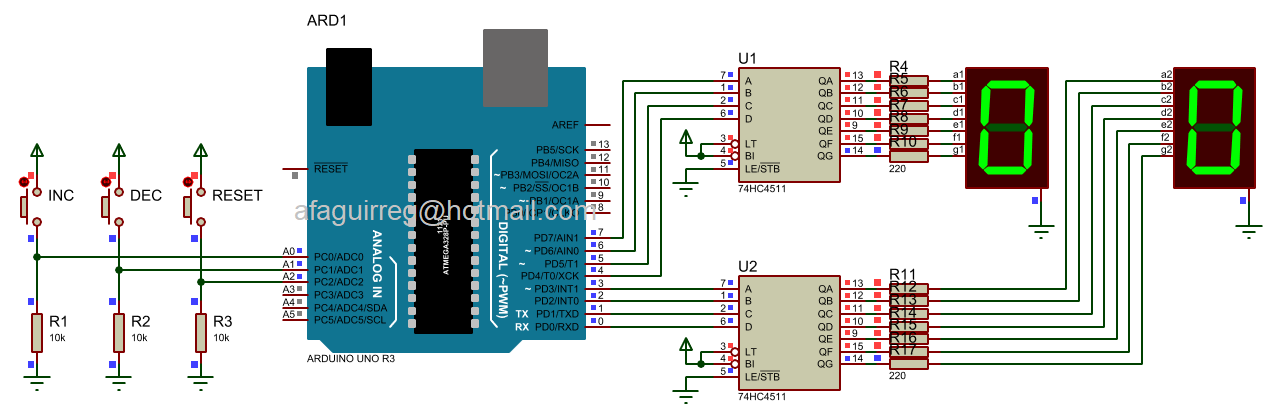 ARD1
INC
DEC
RESET
R1
10k
R2
10k
R3
10k
RESET
A0
A1
A2
A3
A4
A5
PC0/ADC0
PC1/ADC1
PC2/ADC2
PC3/ADC3
PC4/ADC4/SDA
PC5/ADC5/SCL
ANALOG IN
ATMEGA328P-PU
1121
DIGITAL (~PWM)
AREF
PB5/SCK 13
PB4/MISO 12
~PB3/MOSI/OC2A 11
~ PB2/SS/OC1B 10
~ PB1/OC1A 9
8
PD7/AIN1 7
~ PD6/AIN0 6
~ PD5/T1 5
PD4/T0/XCK 4
~ PD3/INT1 3
PD2/INT0 2
TX PD1/TXD 1
RX PD0/RXD 0
ARDUINO UNO R3
afaguirreg@hotmail.com
U1
7 A QA 13
1 B QB 12
2 C QC 11
6 D QD 10
QE 9
3 LT QF 15
4 BI QG 14
5 LE/STB
74HC4511
R4
R5
R6
R7
R8
R9
R10
220
a1
b1
c1
d1
e1
f1
g1
a2
b2
c2
d2
e2
f2
g2
U2
7 A QA 13
1 B QB 12
2 C QC 11
6 D QD 10
QE 9
3 LT QF 15
4 BI QG 14
5 LE/STB
74HC4511
R11
R12
R13
R14
R15
R16
R17
220
0
0